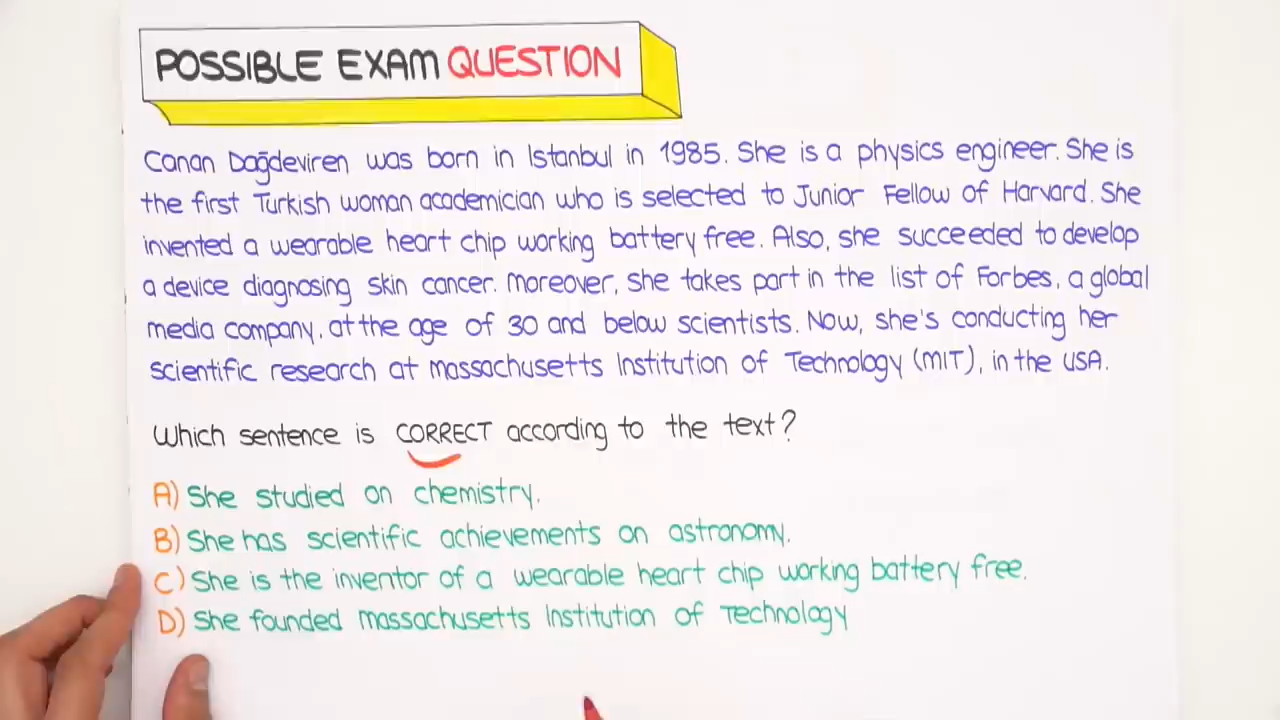 POSSIBLE EXAM QUESTION
Canan Dağdeviren was born in Istanbul in 1985. She is a physics engineer. She is
the first Turkish woman academician who is selected to Junior Fellow of Harvard. She
invented a wearable heart chip working battery free. Also, she succeeded to develop
a device diagnosing skin cancer. Moreover, she takes part in the list of Forbes, a global
media company, at the age of 30 and below scientists. Now, she's conducting her
scientific research at Massachusetts Institution of Technology (MIT), in the USA.
Which sentence is CORRECT according to the text?
A) She studied on chemistry.
B) She has scientific achievements on astronomy.
C) She is the inventor of a wearable heart chip working battery free.
D) She founded Massachusetts Institution of Technology